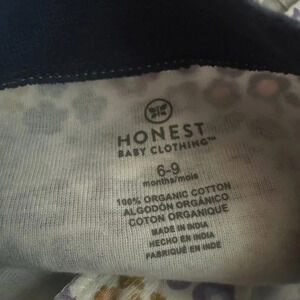 HONEST
BABY CLOTHING™
6-9
months/mois
100% ORGANIC COTTON
ALGODÓN ORGÁNICO
COTON ORGANIQUE
MADE IN INDIA
HECHO EN INDIA
FABRIQUÉ EN INDE